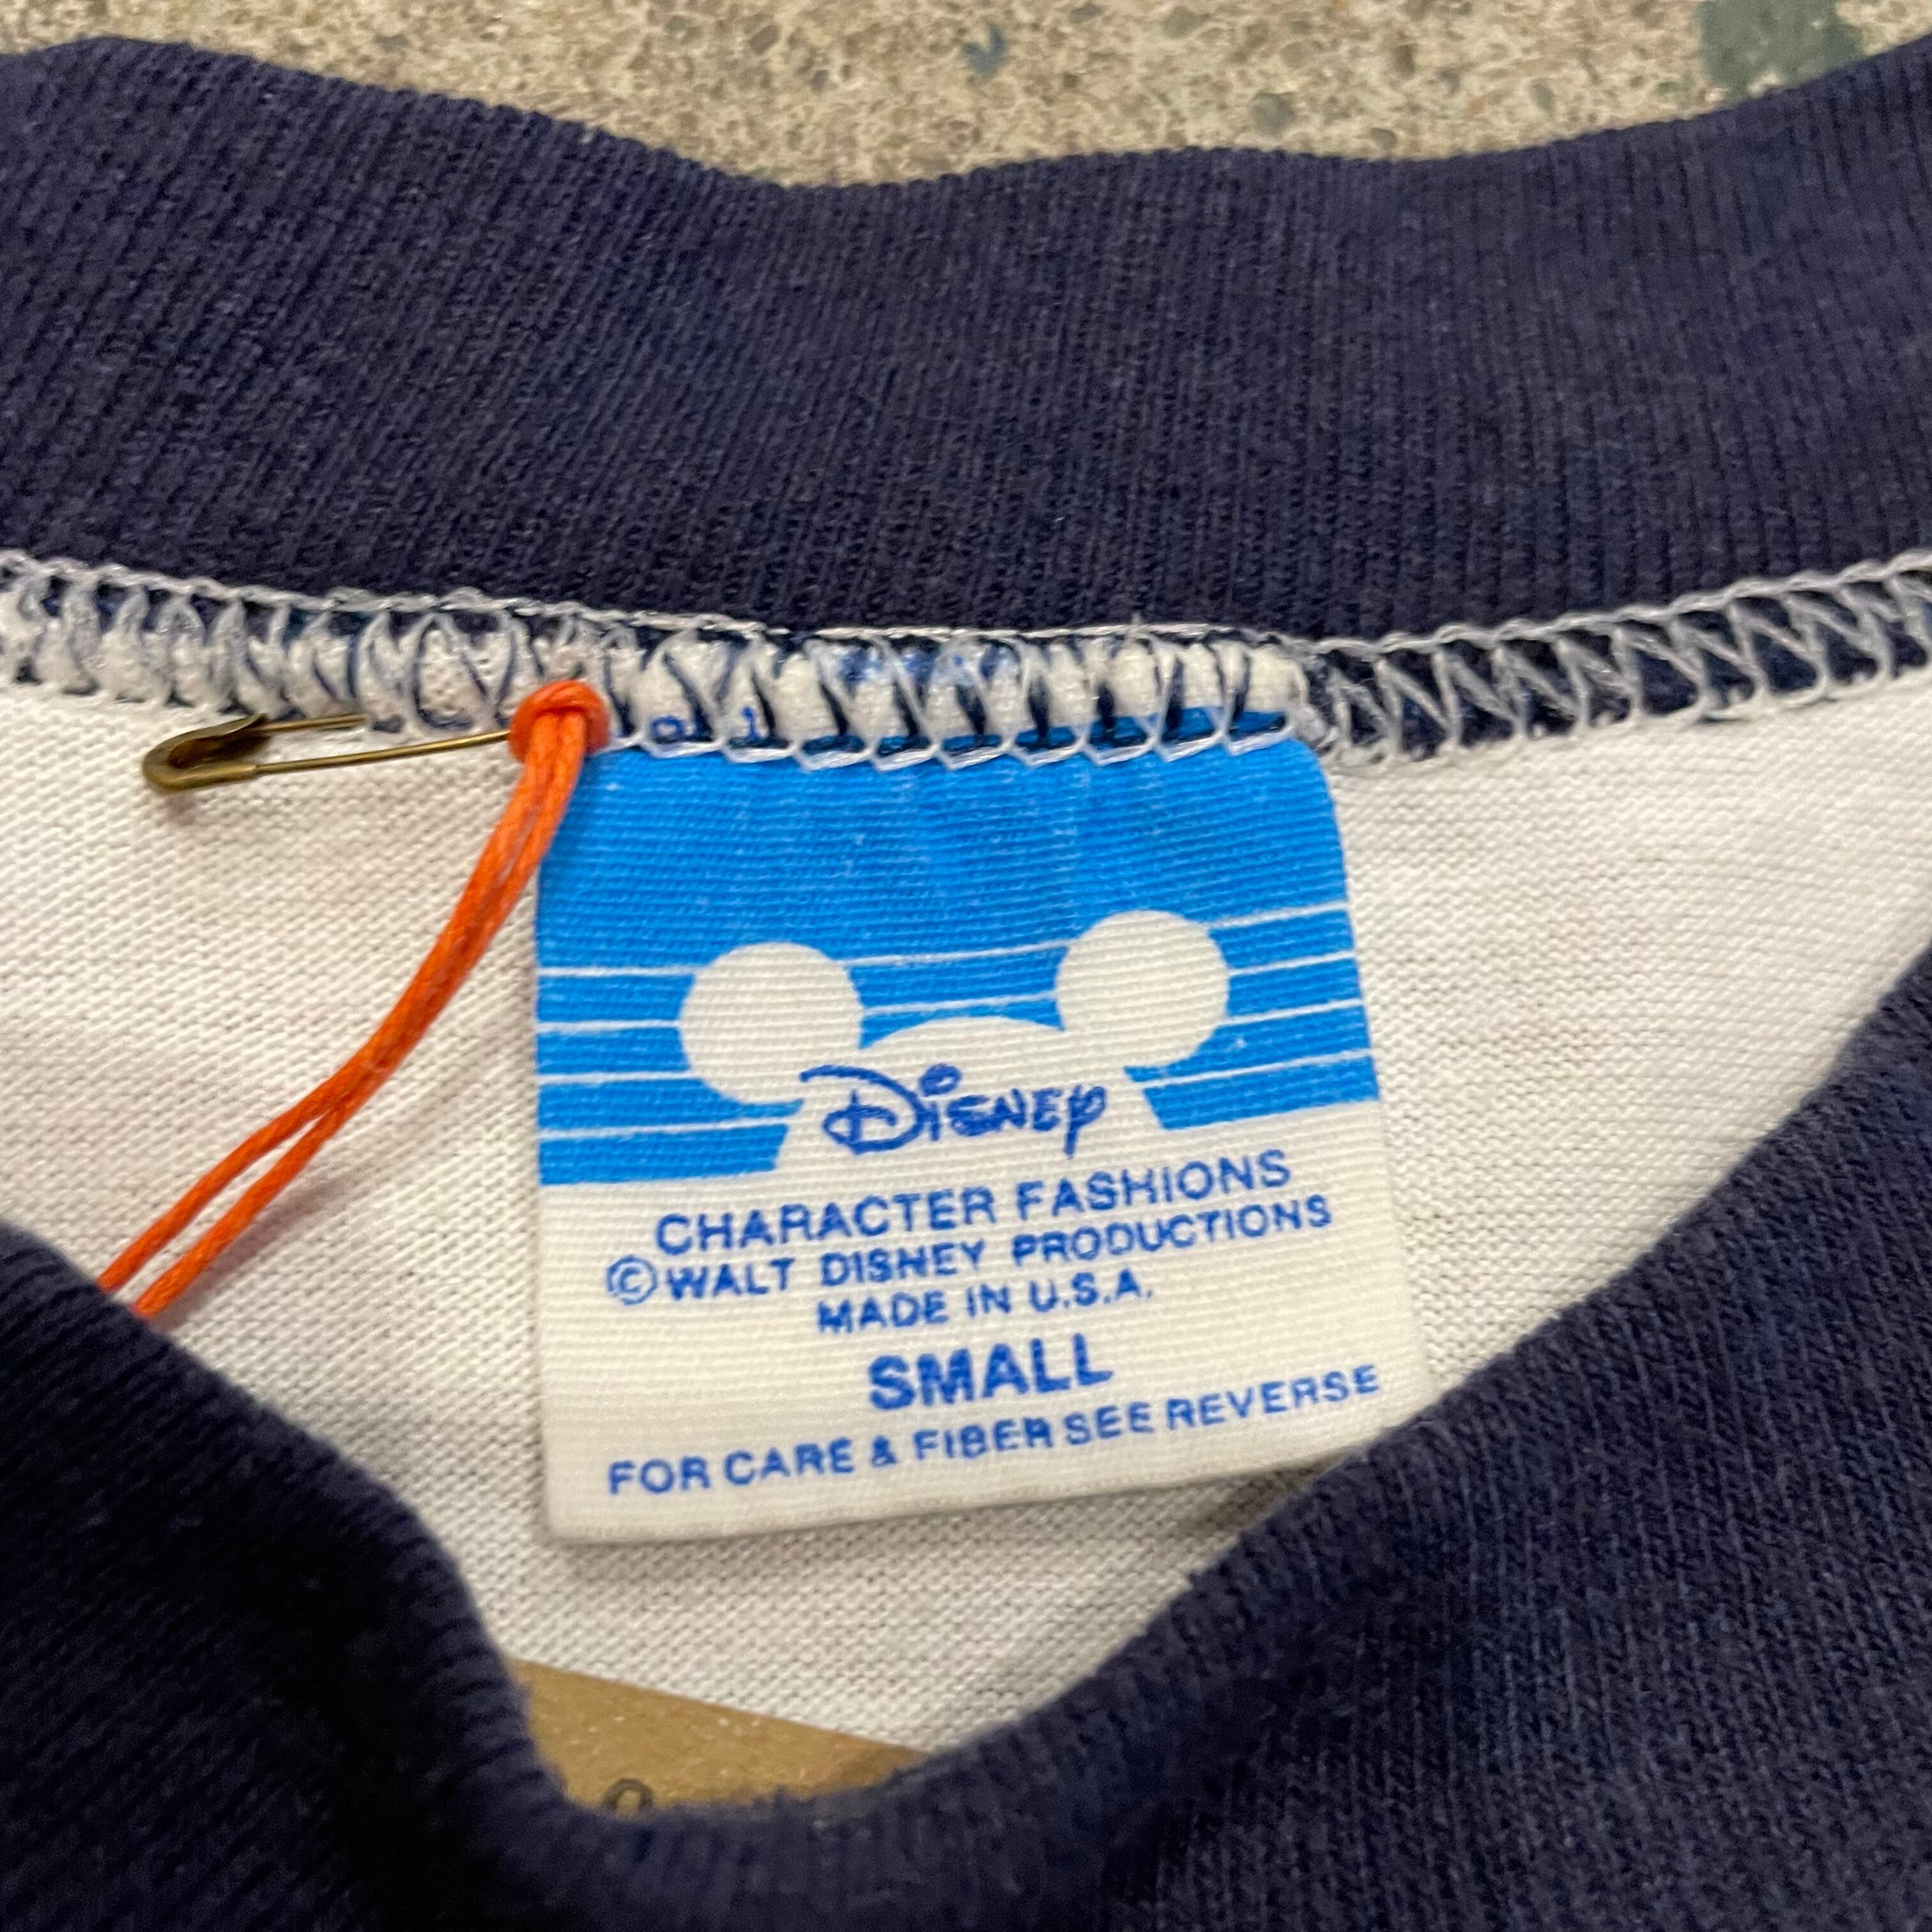 Disney
CHARACTER FASHIONS
©WALT DISNEY PRODUCTIONS
MADE IN U.S.A.
SMALL
FOR CARE & FIBER SEE REVERSE